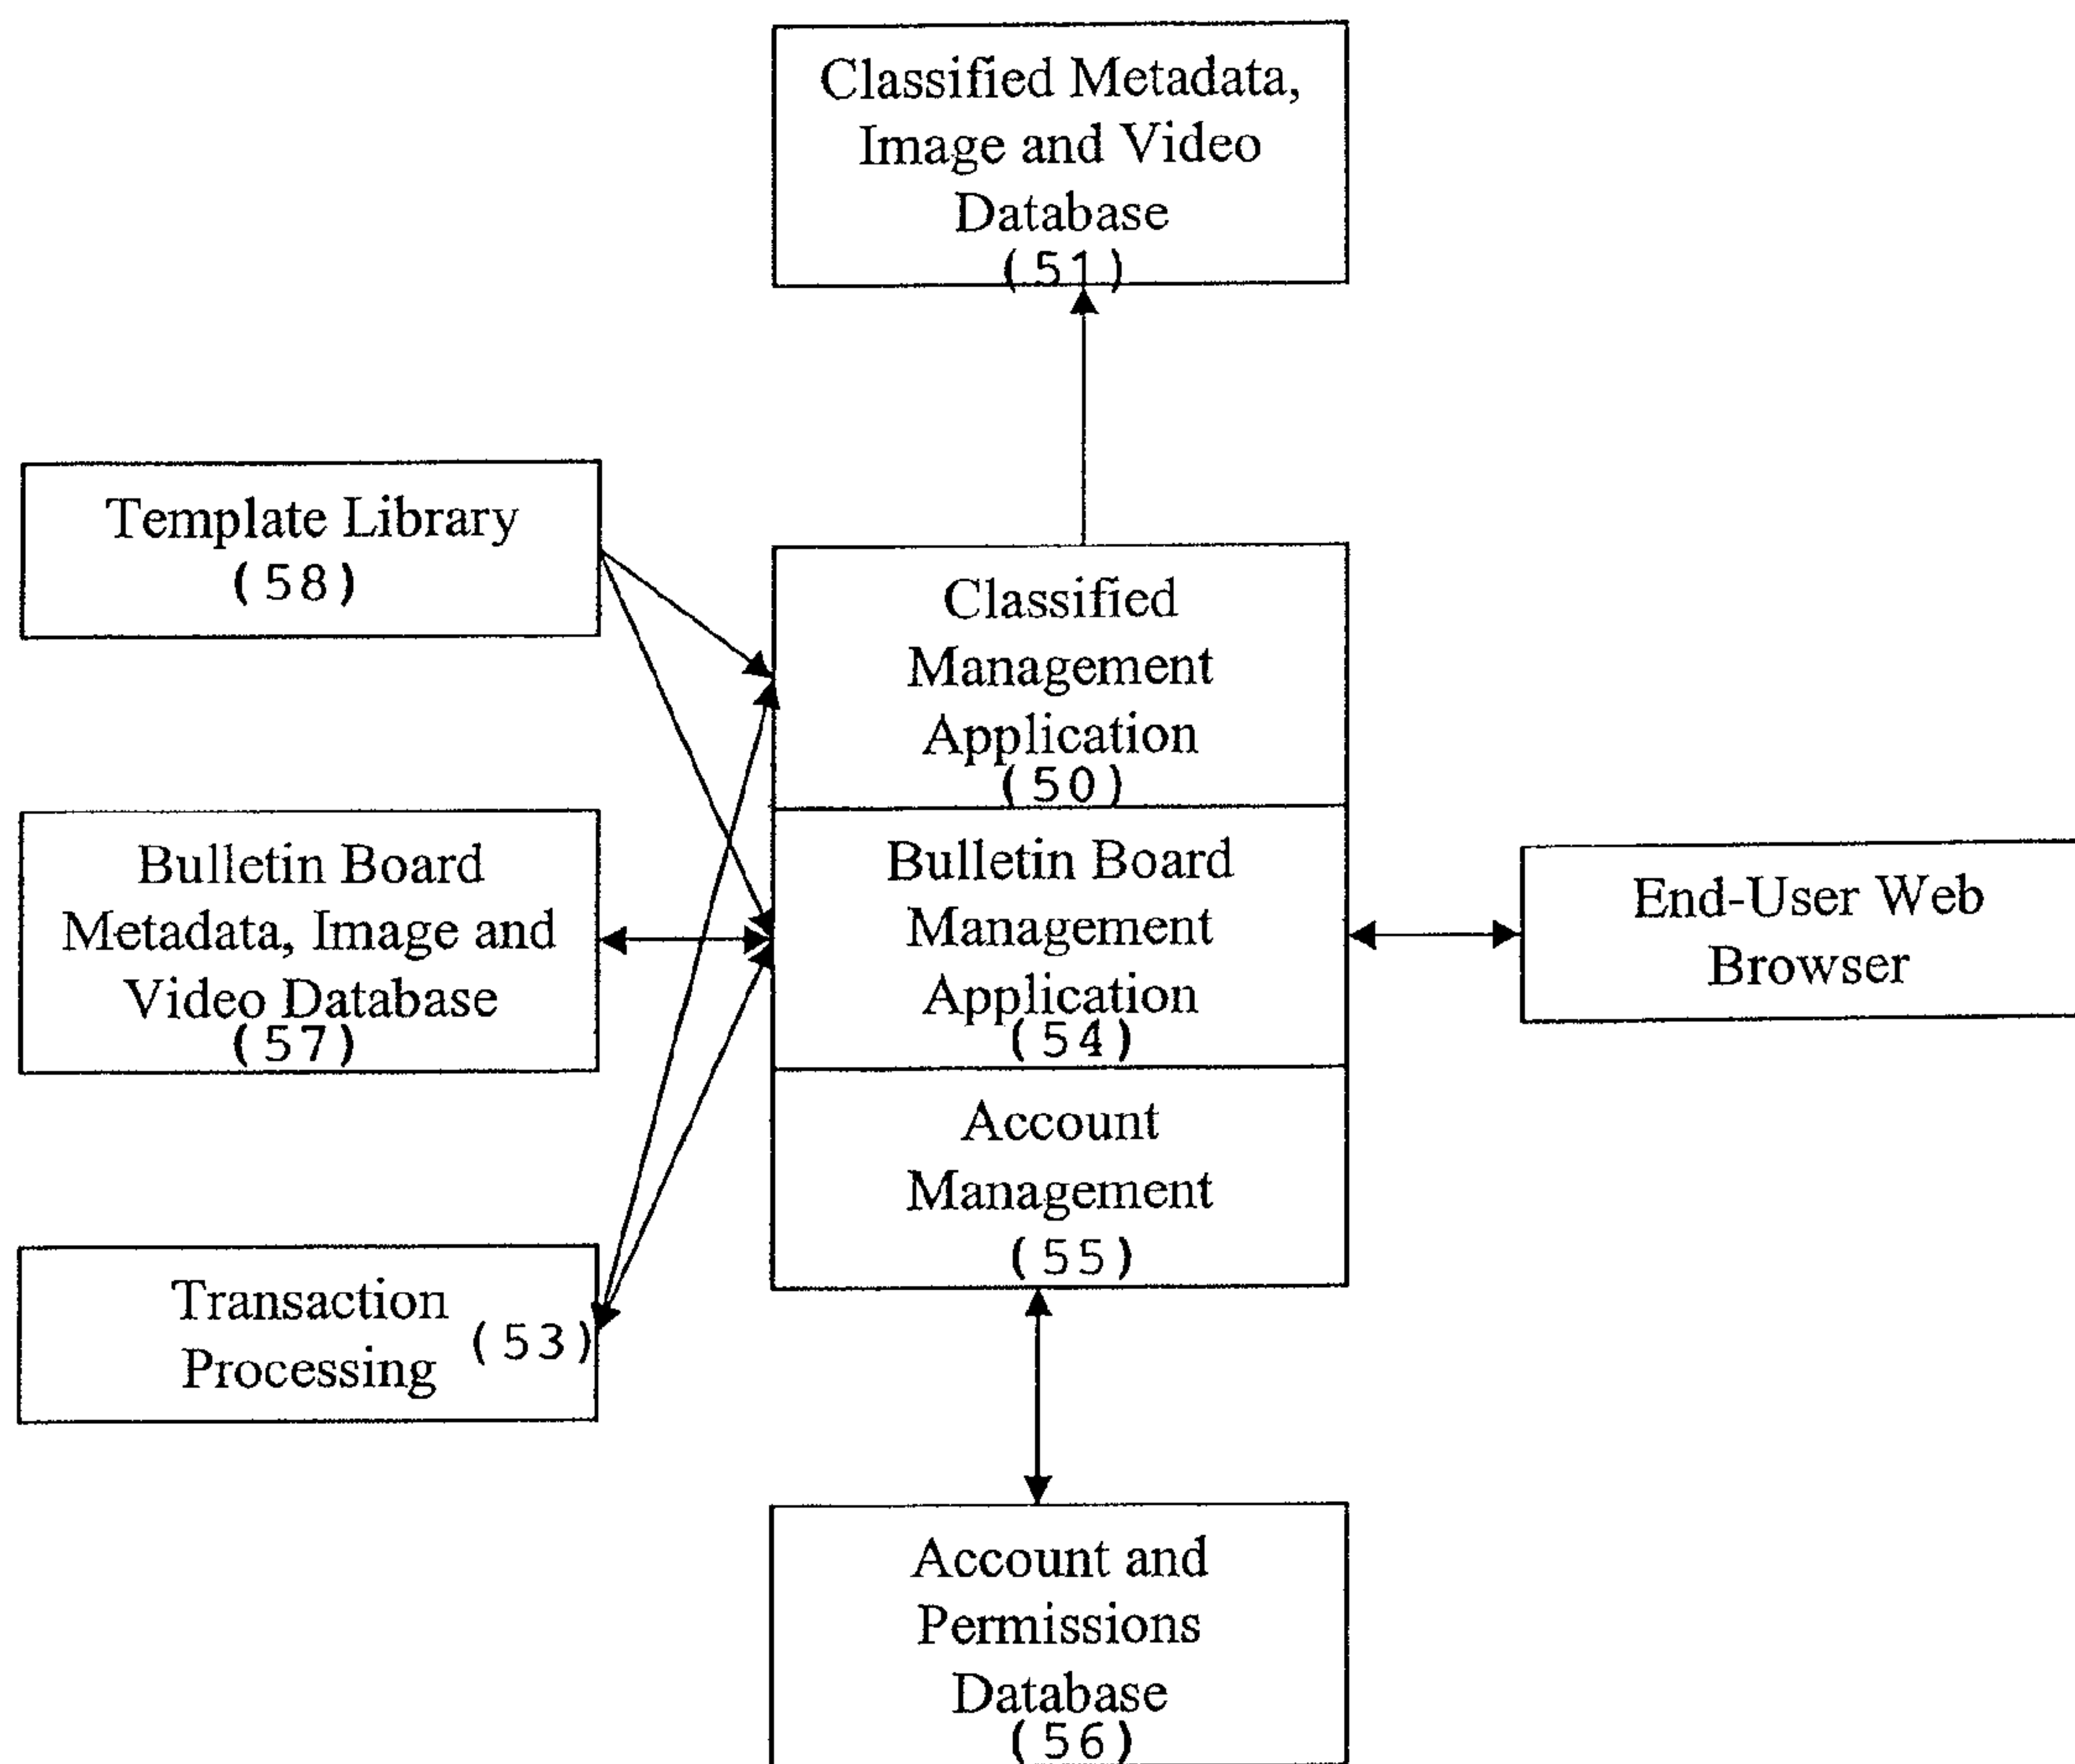 Classified Metadata,
Image and Video
Database
(51)
Template Library
(58)
Classified
Management
Application
(50)
Bulletin Board
Metadata, Image and
Video Database
(57)
Bulletin Board
Management
Application
(54)
End-User Web
Browser
Account
Management
(55)
Transaction
Processing (53)
Account and
Permissions
Database
(56)